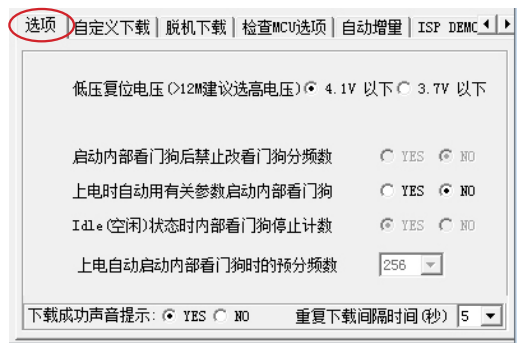 选项 自定义下载 脱机下载 检查MCU选项 自动增量 ISP DEMO
低压复位电压(>12M建议选高电压) 4.1V 以下 3.7V 以下
启动内部看门狗后禁止改看门狗分频数 YES NO
上电时自动用有关参数启动内部看门狗 YES NO
Idle(空闲)状态时内部看门狗停止计数 YES NO
上电自动启动内部看门狗时的预分频数 256
下载成功声音提示: YES NO 重复下载间隔时间(秒) 5